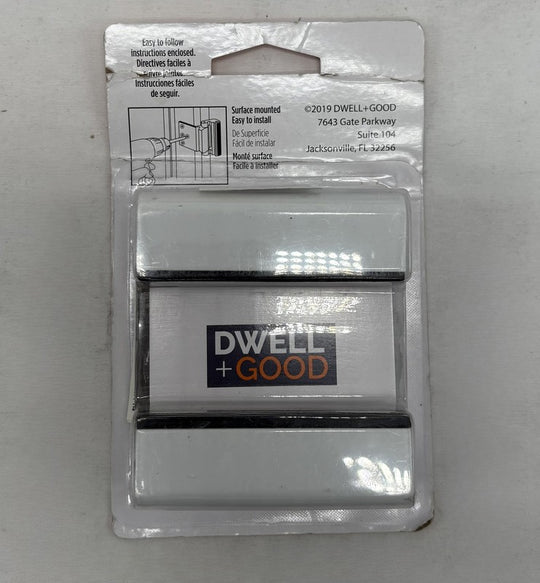 Easy to follow
instructions enclosed.
Directives faciles à
suivre jointes.
Instrucciones fáciles
de seguir.
Surface mounted
Easy to install
De Superficie
Fácil de instalar
Monté surface
Facile à installer
©2019 DWELL+GOOD
7643 Gate Parkway
Suite 104
Jacksonville, FL 32256
DWELL
+GOOD